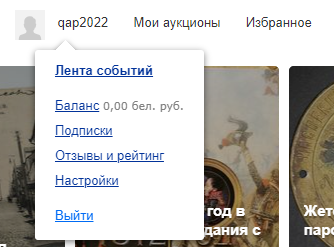 qap2022 Мои аукционы Избранное
Лента событий
Баланс 0,00 бел. руб.
Подписки
Отзывы и рейтинг
Настройки
Выйти
год в
дания с
Жето
паро